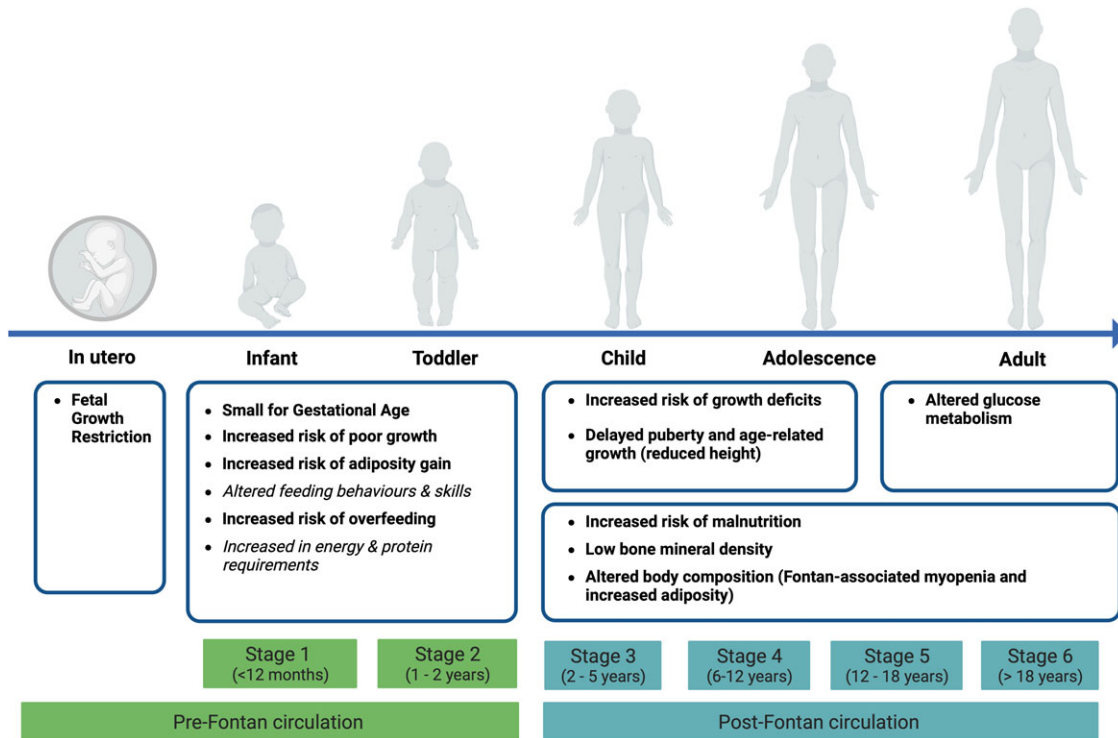 In utero
Infant
Toddler
Child
Adolescence
Adult
• Fetal
Growth
Restriction
• Small for Gestational Age
• Increased risk of poor growth
• Increased risk of adiposity gain
• Altered feeding behaviours & skills
• Increased risk of overfeeding
• Increased in energy & protein
requirements
• Increased risk of growth deficits
• Delayed puberty and age-related
growth (reduced height)
• Altered glucose
metabolism
• Increased risk of malnutrition
• Low bone mineral density
• Altered body composition (Fontan-associated myopenia and
increased adiposity)
Stage 1
(<12 months)
Stage 2
(1 - 2 years)
Stage 3
(2 - 5 years)
Stage 4
(6-12 years)
Stage 5
(12 - 18 years)
Stage 6
(> 18 years)
Pre-Fontan circulation
Post-Fontan circulation